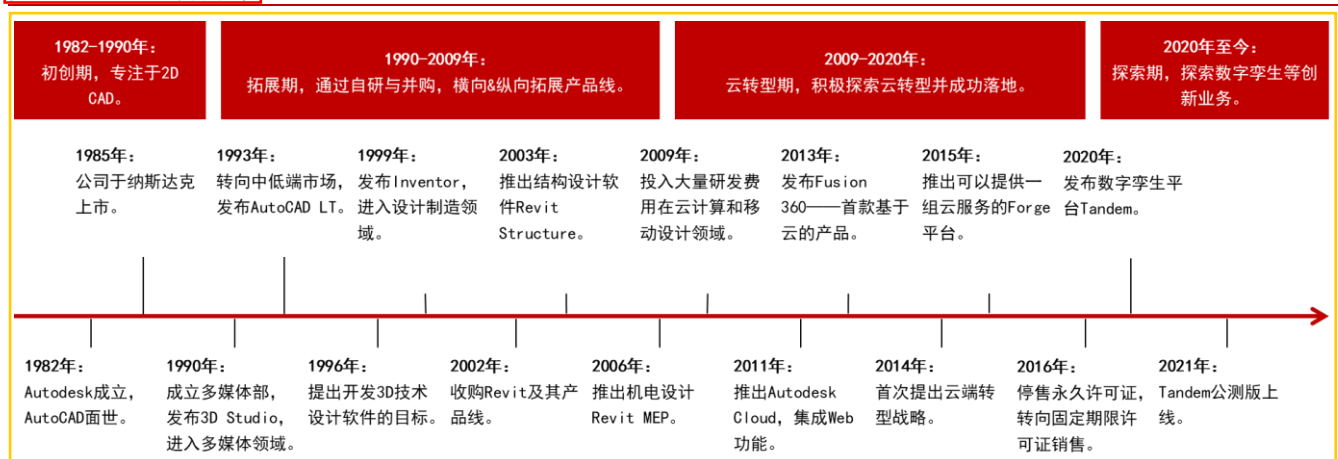 1982-1990年：
初创期，专注于2D
CAD。
1990-2009年：
拓展期，通过自研与并购，横向&纵向拓展产品线。
2009-2020年：
云转型期，积极探索云转型并成功落地。
2020年至今：
探索期，探索数字孪生等创
新业务。
1985年：
公司于纳斯达克
上市。
1993年：
转向中低端市场，
发布AutoCAD LT。
1999年：
发布Inventor，
进入设计制造领
域。
2003年：
推出结构设计软
件Revit
Structure。
2009年：
投入大量研发费
用在云计算和移
动设计领域。
2013年：
发布Fusion
360——首款基于
云的产品。
2015年：
推出可以提供一
组云服务的Forge
平台。
2020年：
发布数字孪生平
台Tandem。
1982年：
Autodesk成立，
AutoCAD面世。
1990年：
成立多媒体部，
发布3D Studio，
进入多媒体领域。
1996年：
提出开发3D技术
设计软件的目标。
2002年：
收购Revit及其产
品线。
2006年：
推出机电设计
Revit MEP。
2011年：
推出Autodesk
Cloud，集成Web
功能。
2014年：
首次提出云端转
型战略。
2016年：
停售永久许可证，
转向固定期限许
可证销售。
2021年：
Tandem公测版上
线。